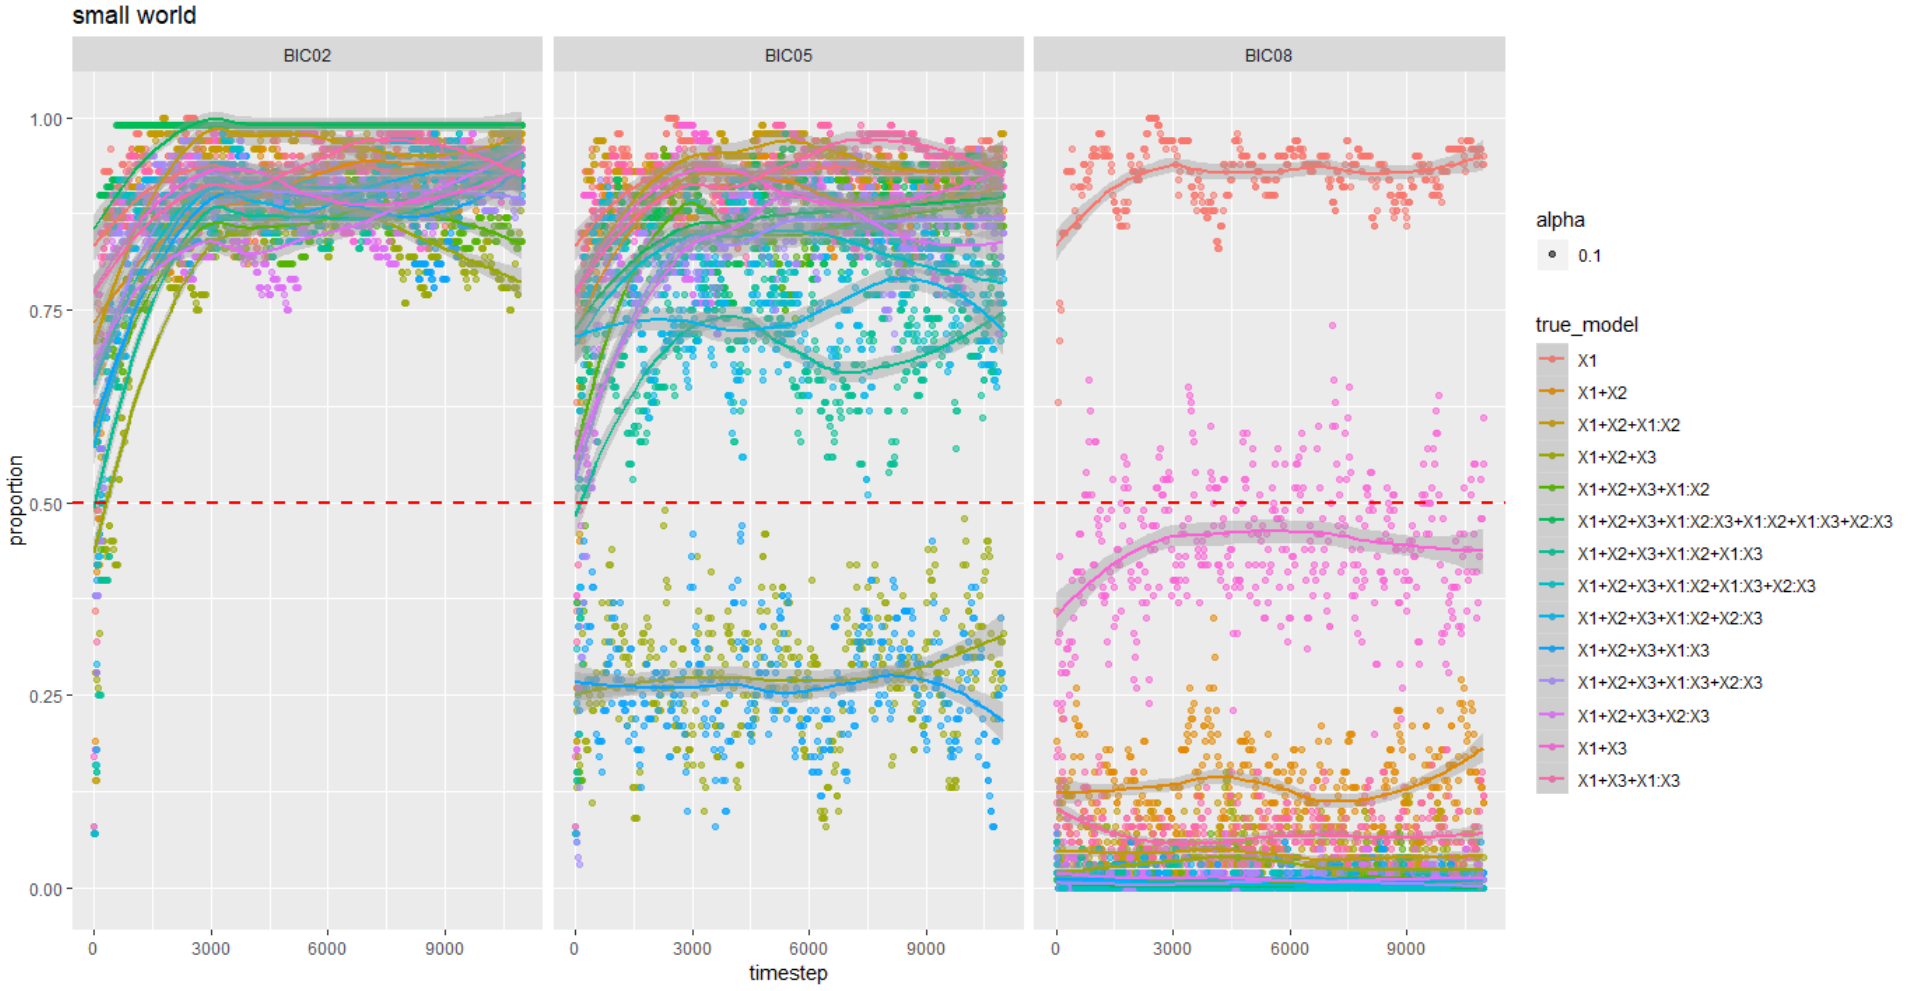 small world
BIC02
BIC05
BIC08
proportion
1.00
0.75
0.50
0.25
0.00
0 3000 6000 9000
0 3000 6000 9000
0 3000 6000 9000
timestep
alpha
0.1
true_model
X1
X1+X2
X1+X2+X1:X2
X1+X2+X3
X1+X2+X3+X1:X2
X1+X2+X3+X1:X2:X3+X1:X2+X1:X3+X2:X3
X1+X2+X3+X1:X2+X1:X3
X1+X2+X3+X1:X2+X1:X3+X2:X3
X1+X2+X3+X1:X2+X2:X3
X1+X2+X3+X1:X3
X1+X2+X3+X1:X3+X2:X3
X1+X2+X3+X2:X3
X1+X3
X1+X3+X1:X3